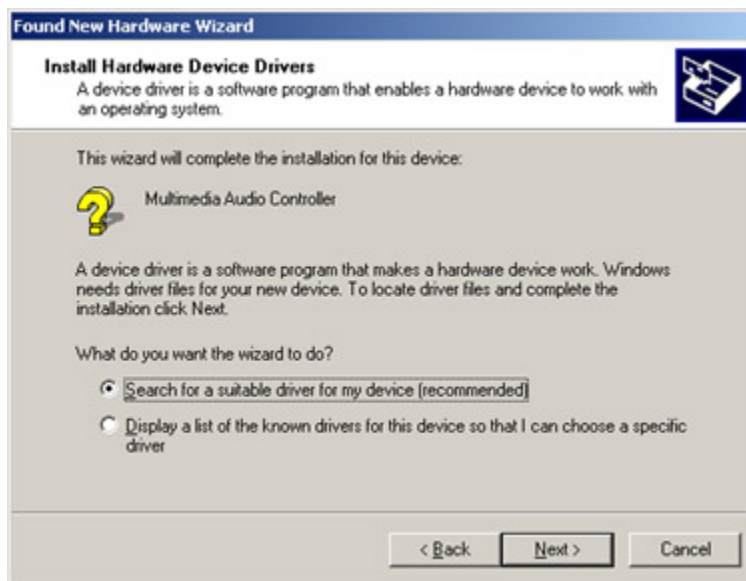 Found New Hardware Wizard
Install Hardware Device Drivers
A device driver is a software program that enables a hardware device to work with
an operating system.
This wizard will complete the installation for this device:
Multimedia Audio Controller
A device driver is a software program that makes a hardware device work. Windows
needs driver files for your new device. To locate driver files and complete the
installation click Next.
What do you want the wizard to do?
Search for a suitable driver for my device (recommended)
Display a list of the known drivers for this device so that I can choose a specific
driver
< Back
Next >
Cancel